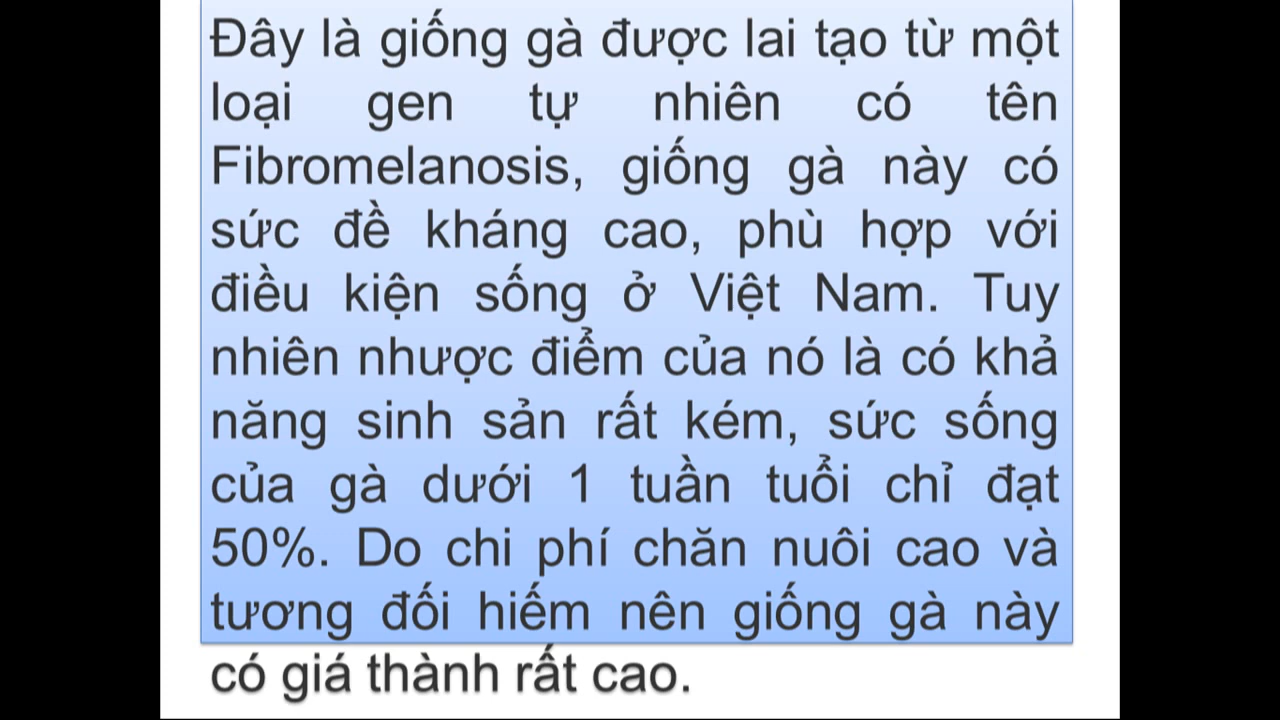 Đây là giống gà được lai tạo từ một
loại gen tự nhiên có tên
Fibromelanosis, giống gà này có
sức đề kháng cao, phù hợp với
điều kiện sống ở Việt Nam. Tuy
nhiên nhược điểm của nó là có khả
năng sinh sản rất kém, sức sống
của gà dưới 1 tuần tuổi chỉ đạt
50%. Do chi phí chăn nuôi cao và
tương đối hiếm nên giống gà này
có giá thành rất cao.